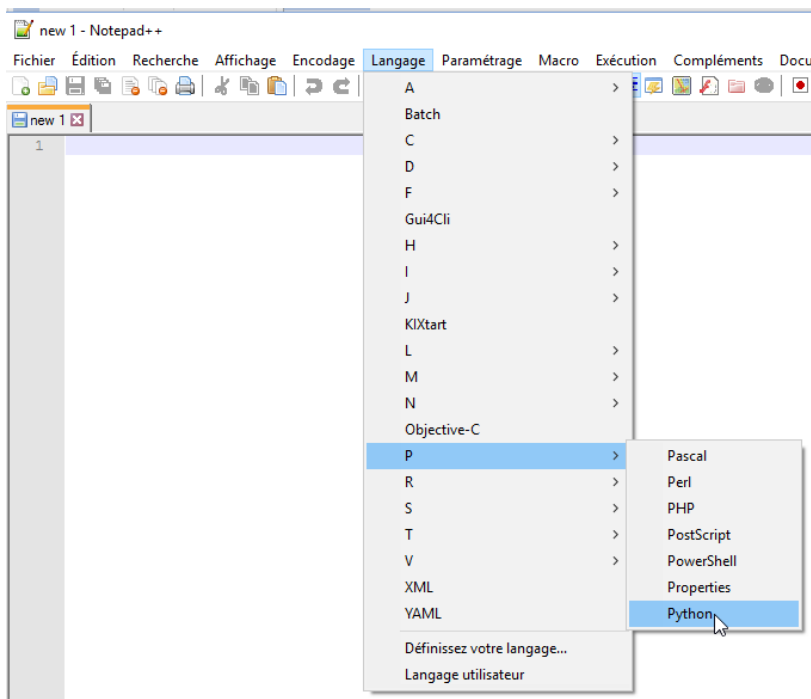 new 1 - Notepad++
Fichier Édition Recherche Affichage Encodage Langage Paramétrage Macro Exécution Compléments Docu
new 1
1
A
Batch
C
D
F
Gui4Cli
H
I
J
KIXtart
L
M
N
Objective-C
P
R
S
T
V
XML
YAML
Définissez votre langage...
Langage utilisateur
Pascal
Perl
PHP
PostScript
PowerShell
Properties
Python